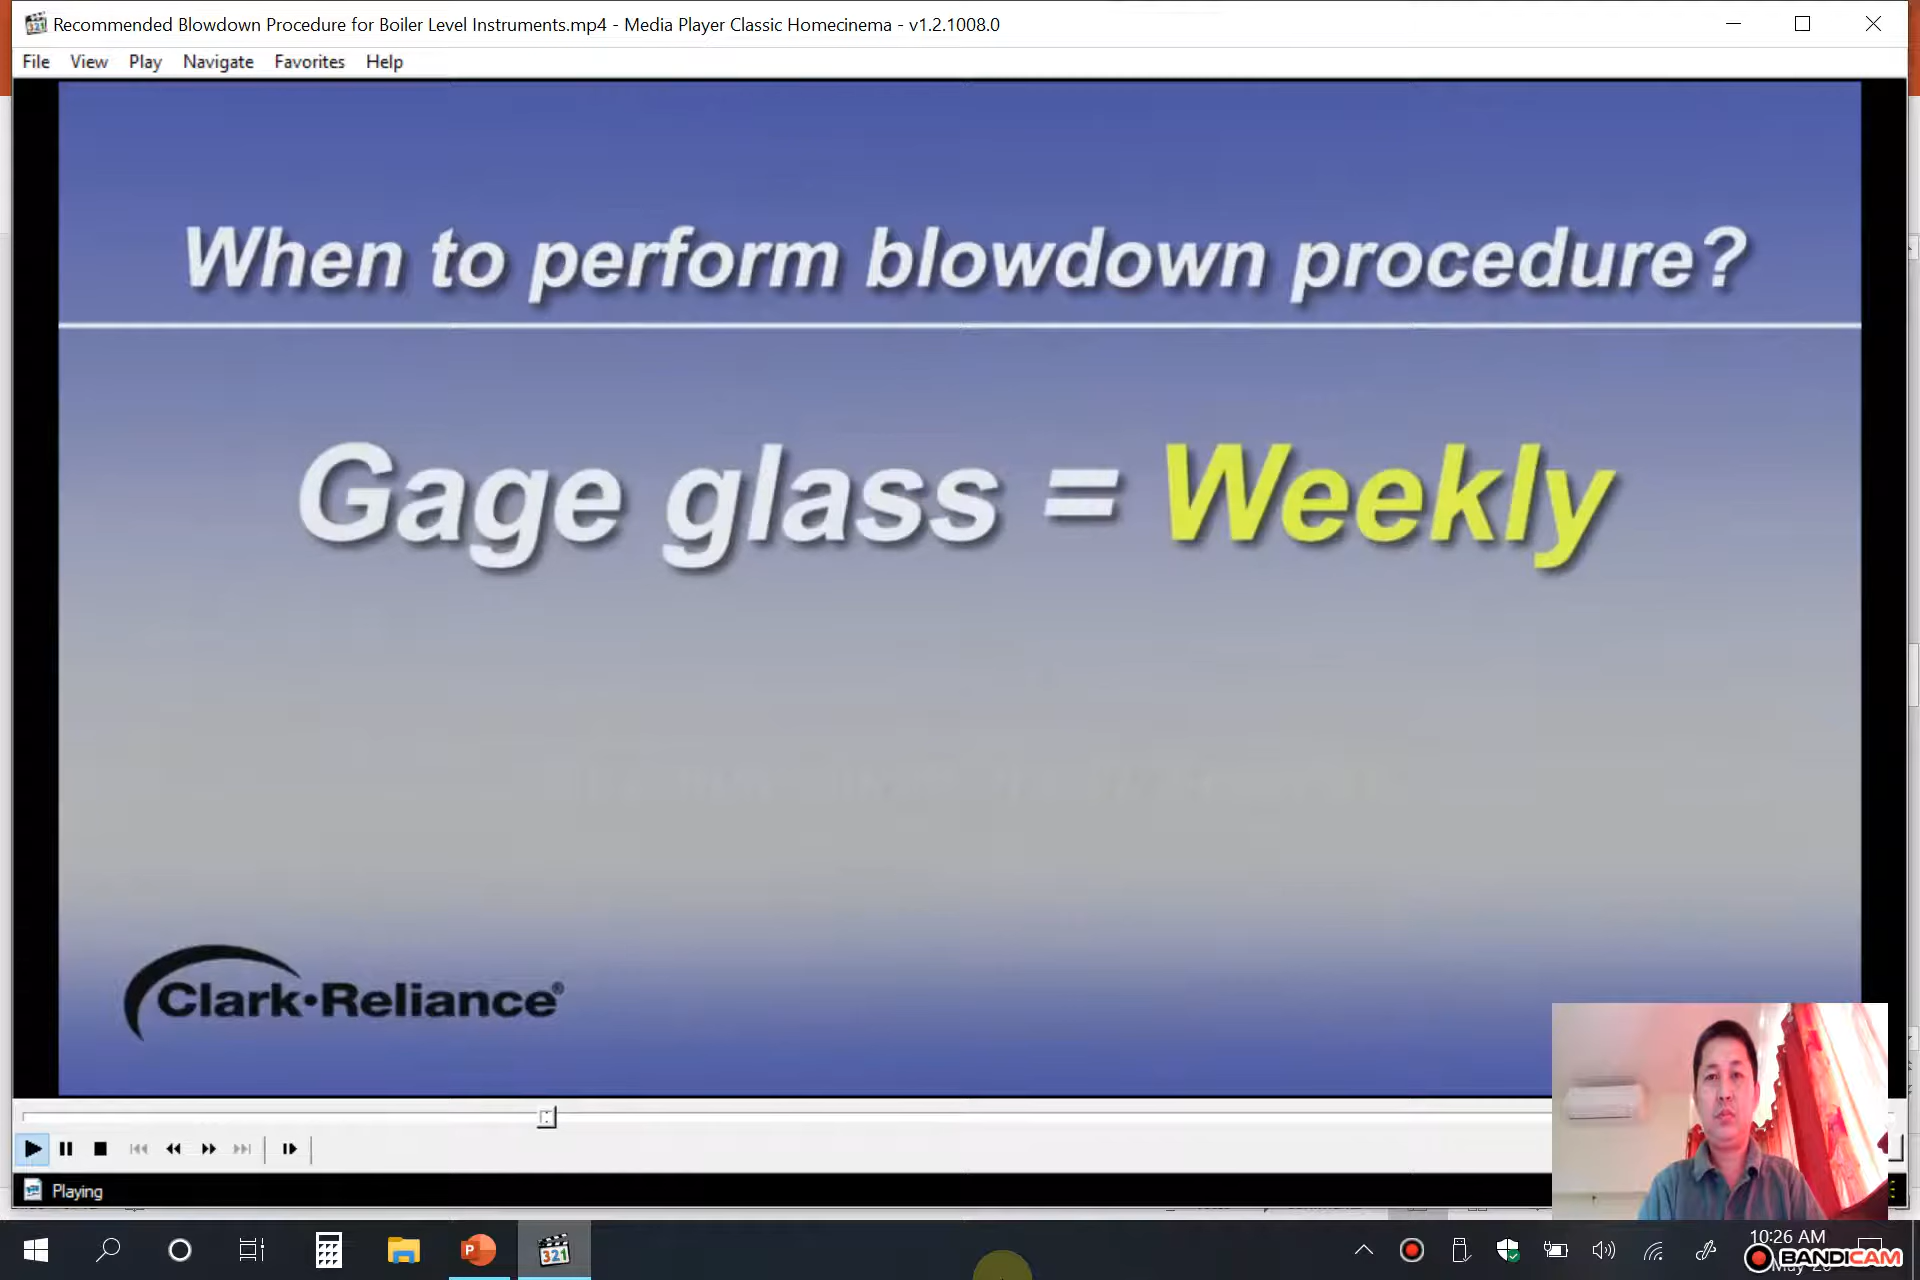 Recommended Blowdown Procedure for Boiler Level Instruments.mp4 - Media Player Classic Homecinema - v1.2.1008.0
File View Play Navigate Favorites Help
When to perform blowdown procedure?
Gage glass = Weekly
Clark·Reliance®
Playing
10:26 AM
BANDICAM